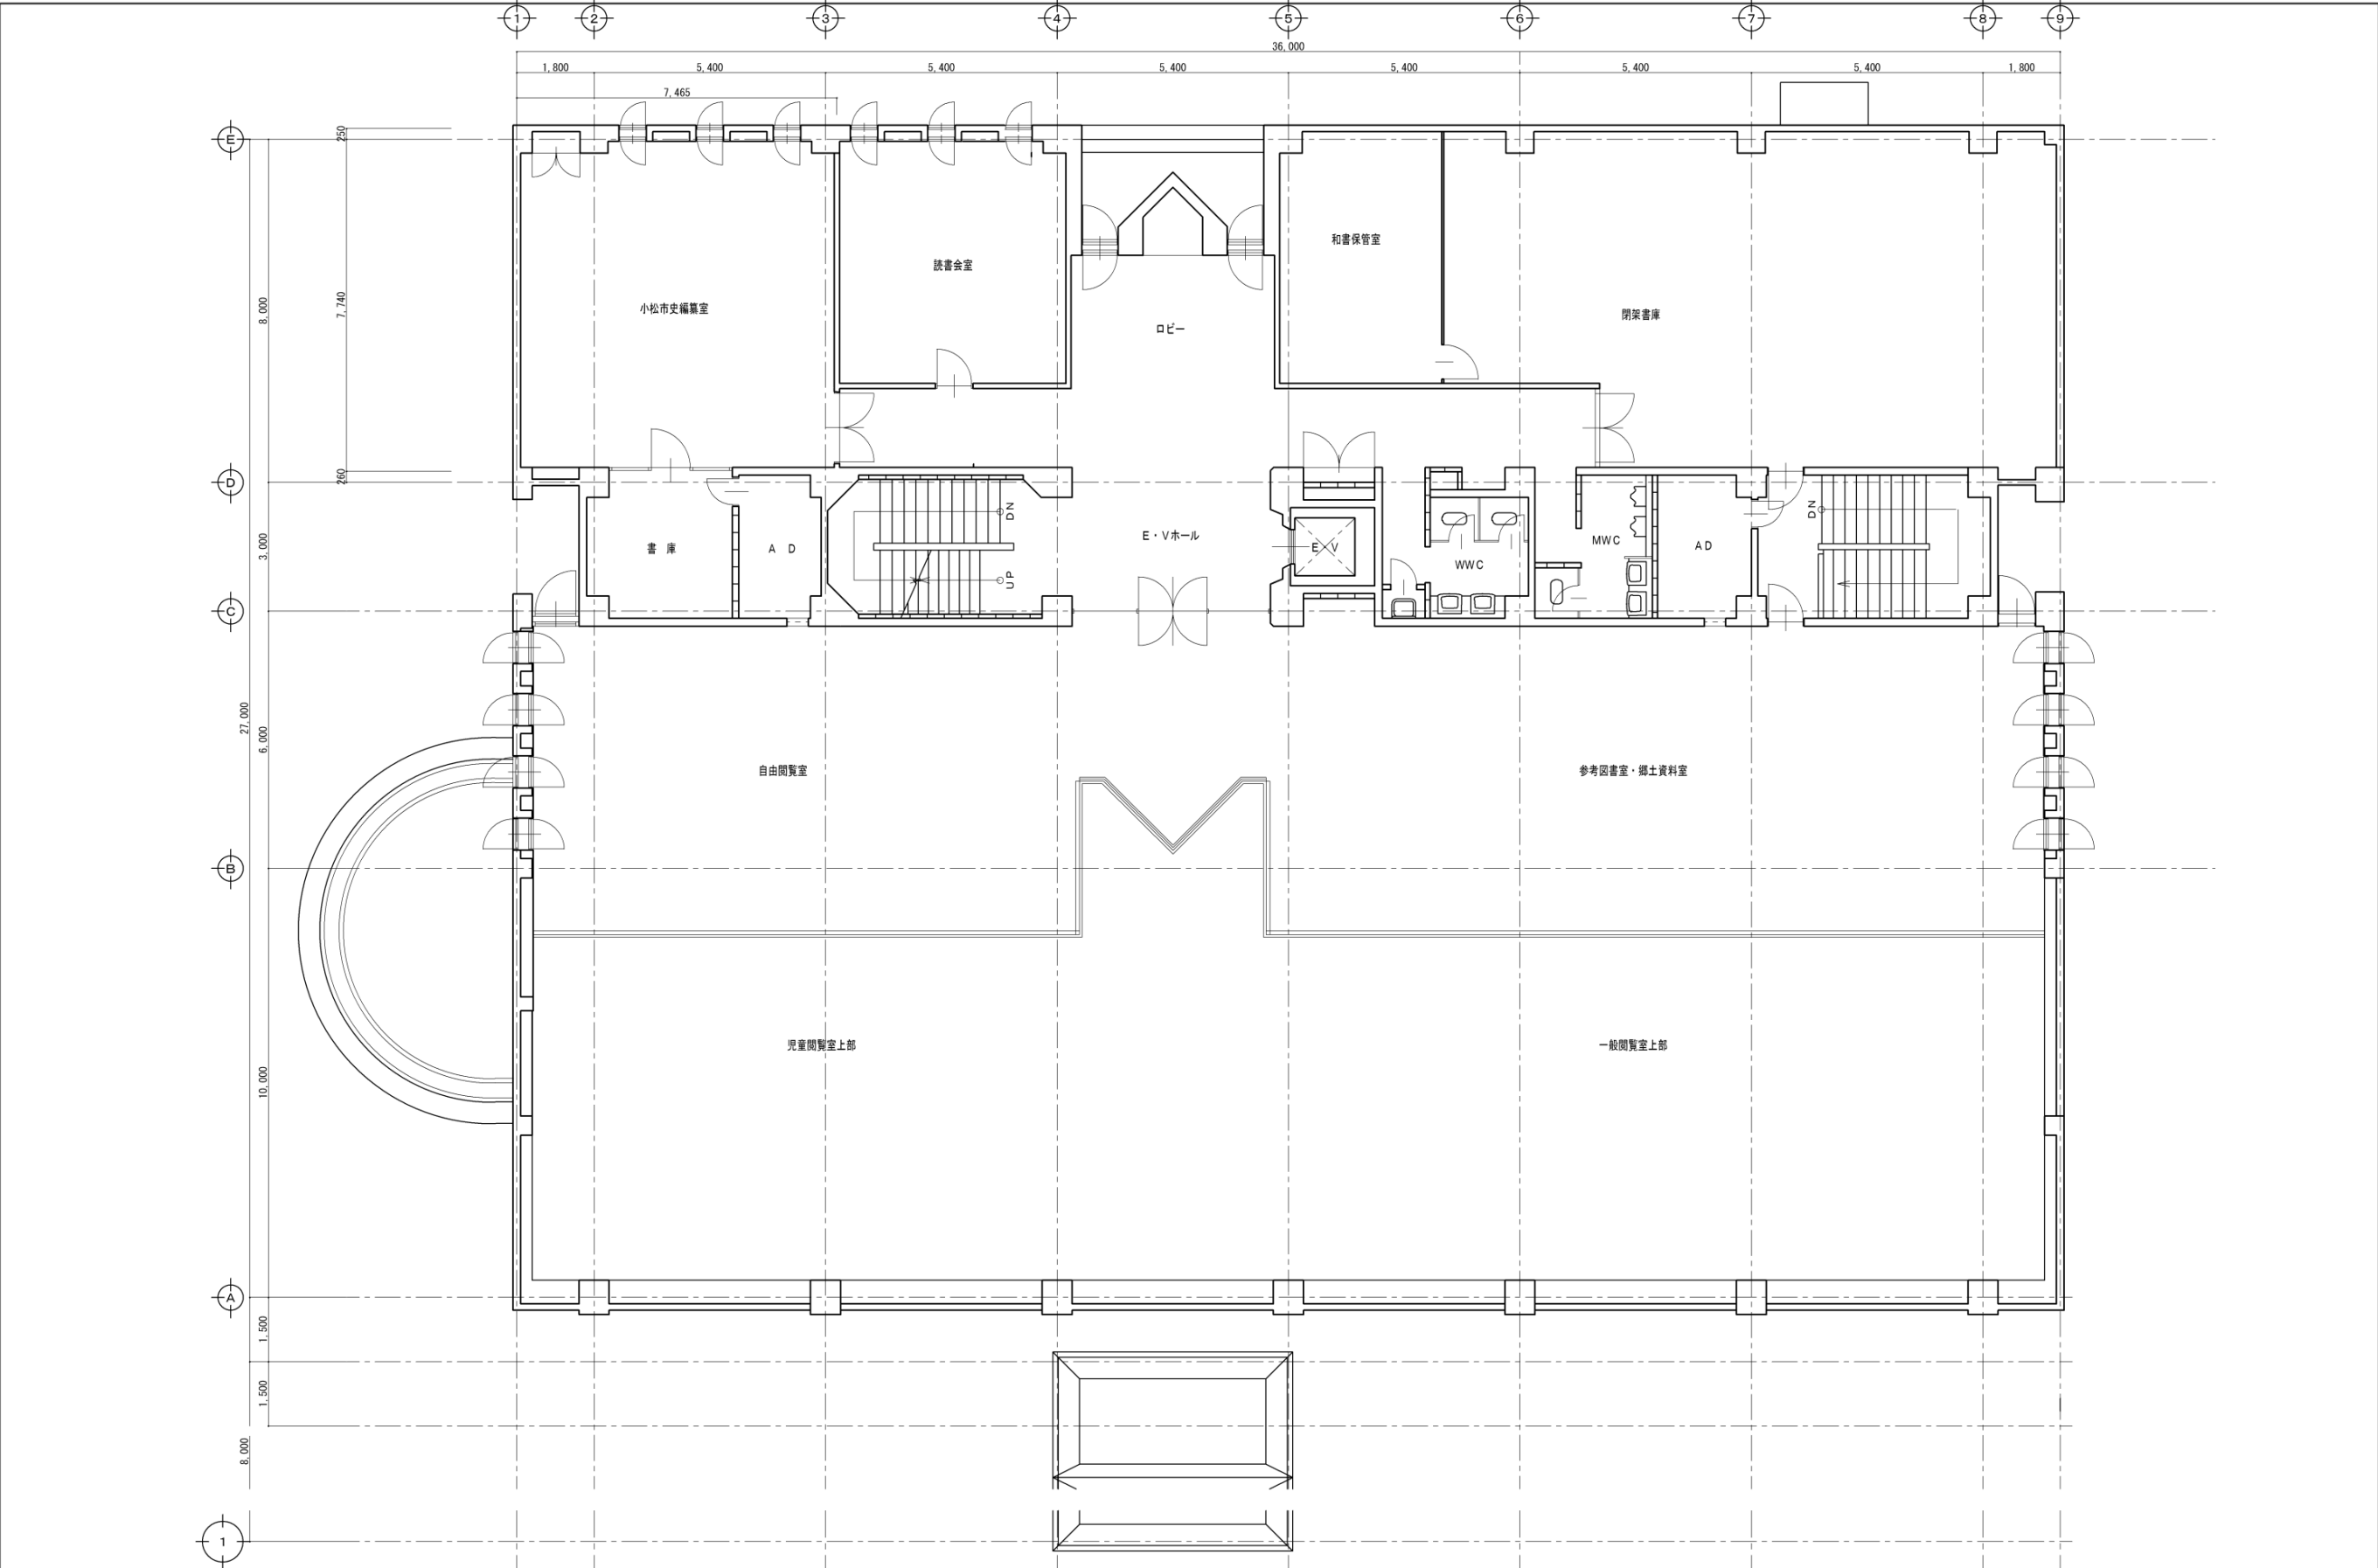 1 2 3 4 5 6 7 8 9
36,000
1,800 5,400 5,400 5,400 5,400 5,400 5,400 1,800
7,465
250
E
和書保管室
読書会室
7,740
8,000
小松市史編纂室
閉架書庫
ロビー
260
D
DN
DN
3,000
書 庫
A D
E・Vホール
E V
WWC
MWC
AD
UP
C
27,000
6,000
自由閲覧室
参考図書室・郷土資料室
B
10,000
児童閲覧室上部
一般閲覧室上部
A
1,500
1,500
8,000
1